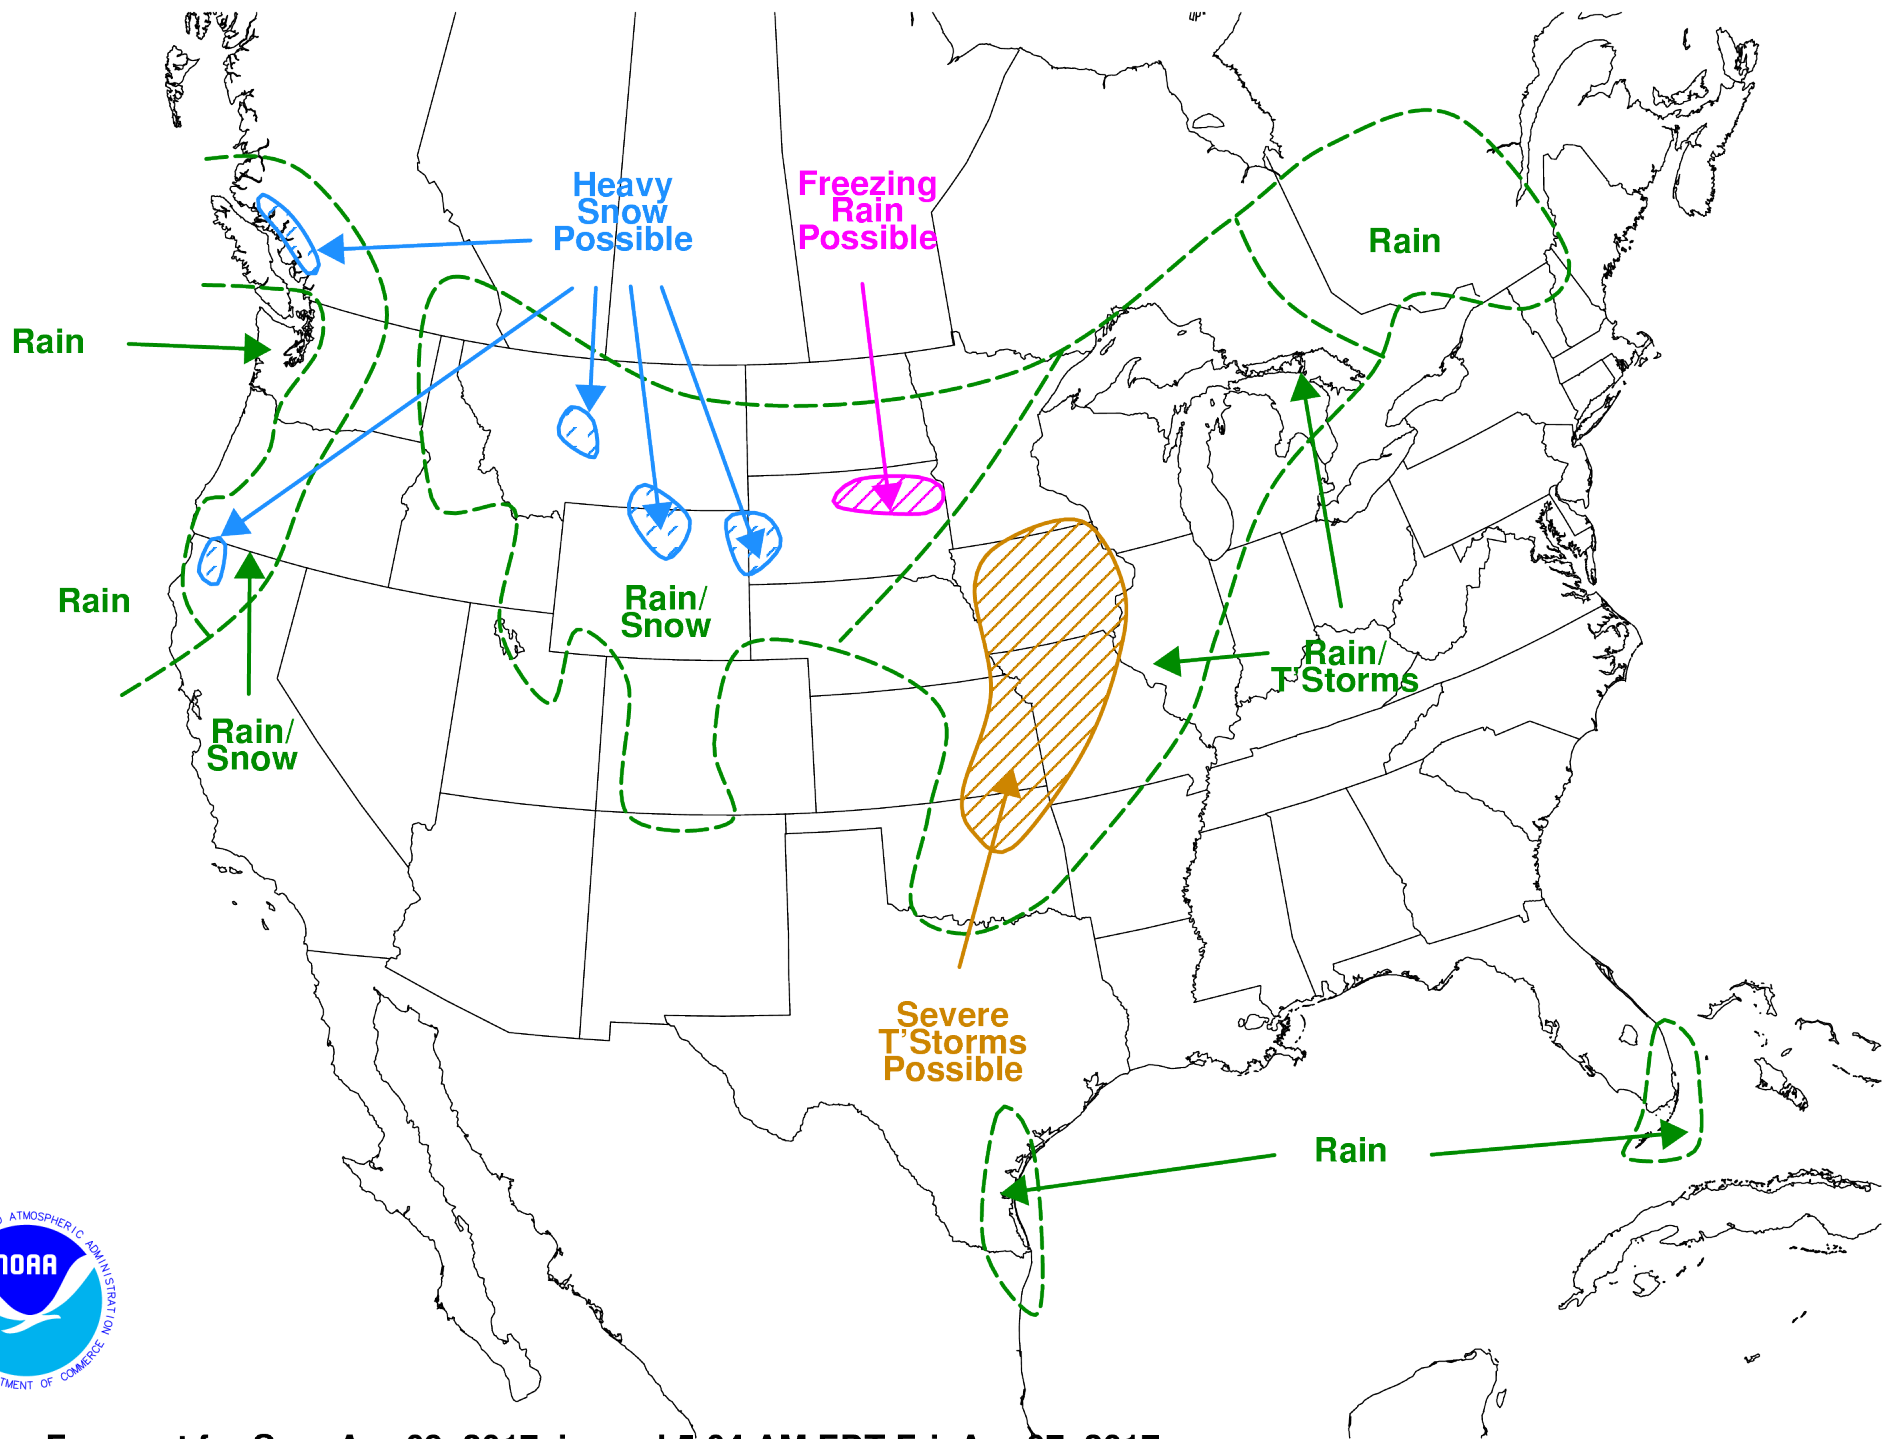 Heavy
Snow
Possible
Freezing
Rain
Possible
Rain
Rain
Rain
Rain/
Snow
Rain/
Snow
Rain/
T'Storms
Severe
T'Storms
Possible
Rain
ATMOSPHERIC ADMINISTRATION
NOAA
OF COMMERCE